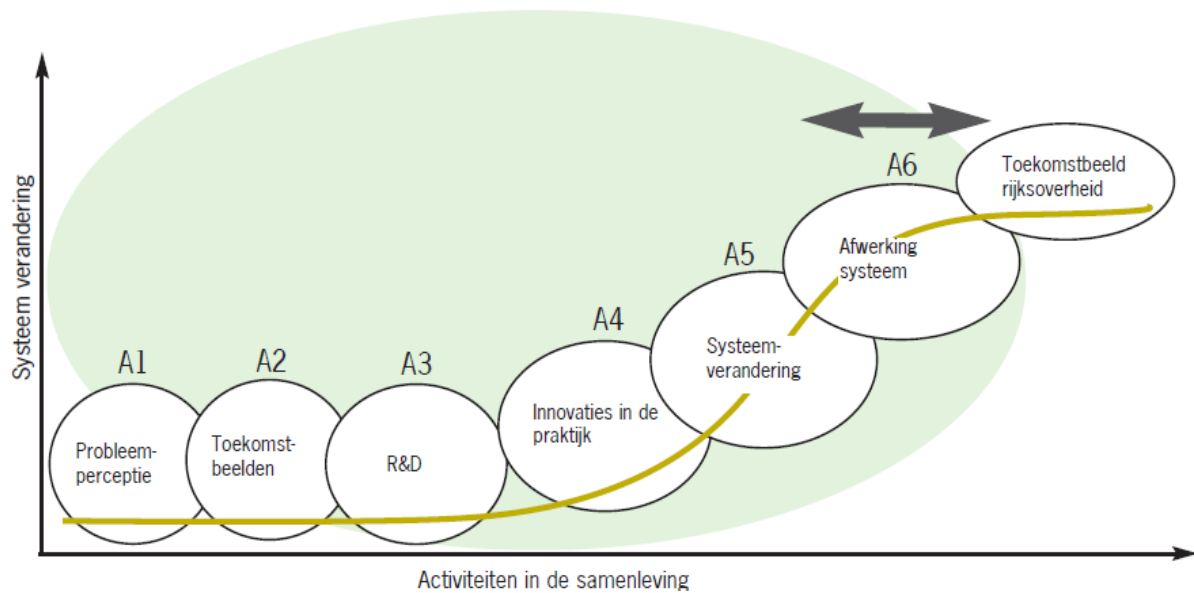 Systeem verandering
A1
Probleem-
perceptie
A2
Toekomst-
beelden
A3
R&D
A4
Innovaties in de
praktijk
A5
Systeem-
verandering
A6
Afwerking
systeem
Toekomstbeeld
rijksoverheid
Activiteiten in de samenleving